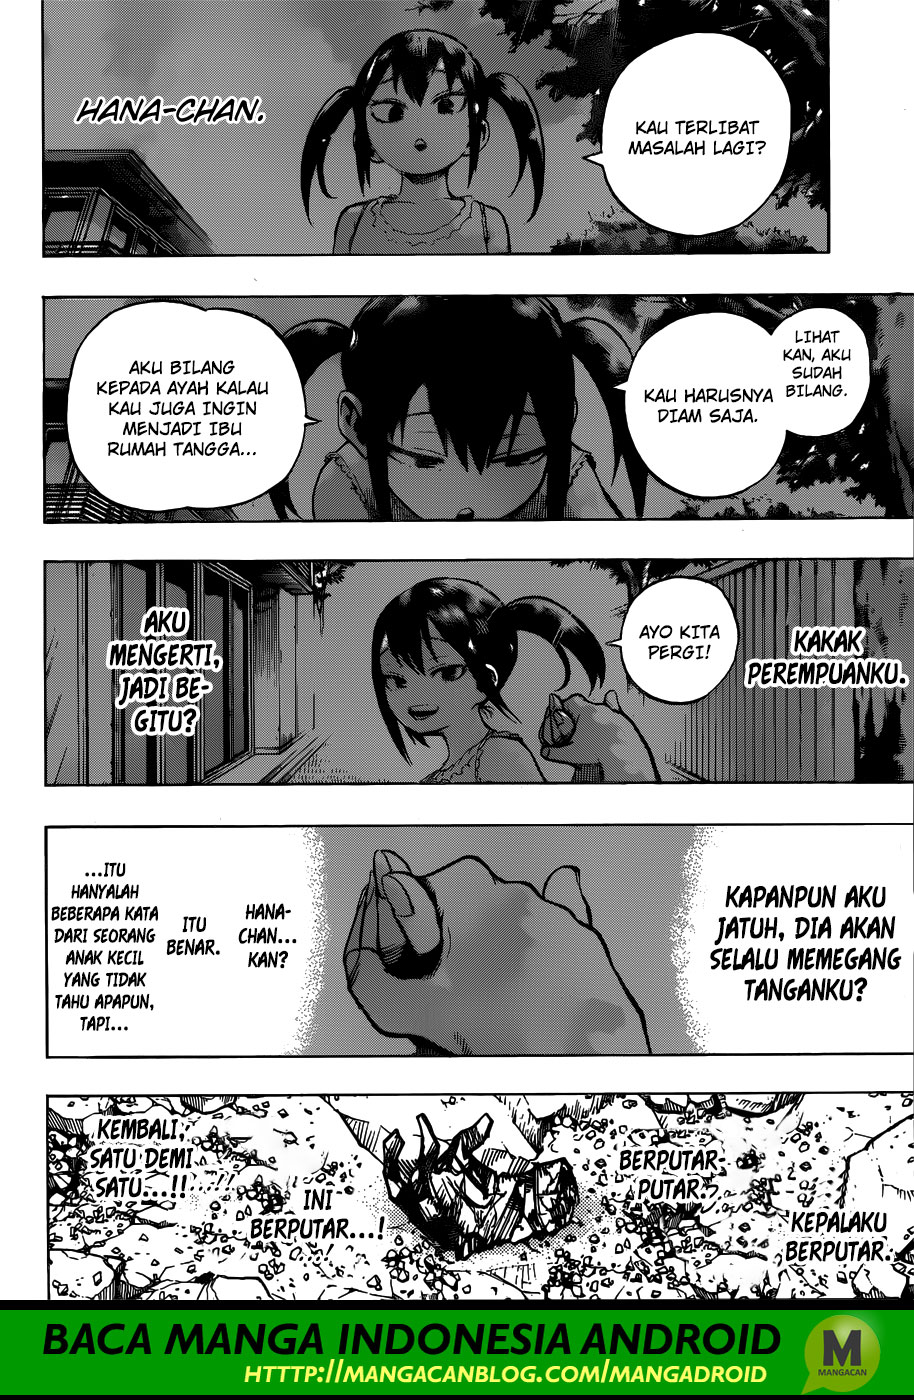 KAU TERLIBAT
MASALAH LAGI?
HANA-CHAN.
LIHAT
KAN, AKU
SUDAH
BILANG.
KAU HARUSNYA
DIAM SAJA.
AKU BILANG
KEPADA AYAH KALAU
KAU JUGA INGIN
MENJADI IBU
RUMAH TANGGA...
KAKAK
PEREMPUANKU.
AYO KITA
PERGI!
AKU
MENGERTI,
JADI BE-
GITU?
KAPANPUN AKU
JATUH, DIA AKAN
SELALU MEMEGANG
TANGANKU?
HANA-
CHAN...
KAN?
ITU
BENAR.
...ITU
HANYALAH
BEBERAPA KATA
DARI SEORANG
ANAK KECIL
YANG TIDAK
TAHU APAPUN,
TAPI...
KEPALAKU
BERPUTAR.
BERPUTAR-
PUTAR.
INI
BERPUTAR...!
KEMBALI,
SATU DEMI
SATU...!!
BACA MANGA INDONESIA ANDROID
HTTTP://MANGACANBLOG.COM/MANGADROID
M
MANGACAN